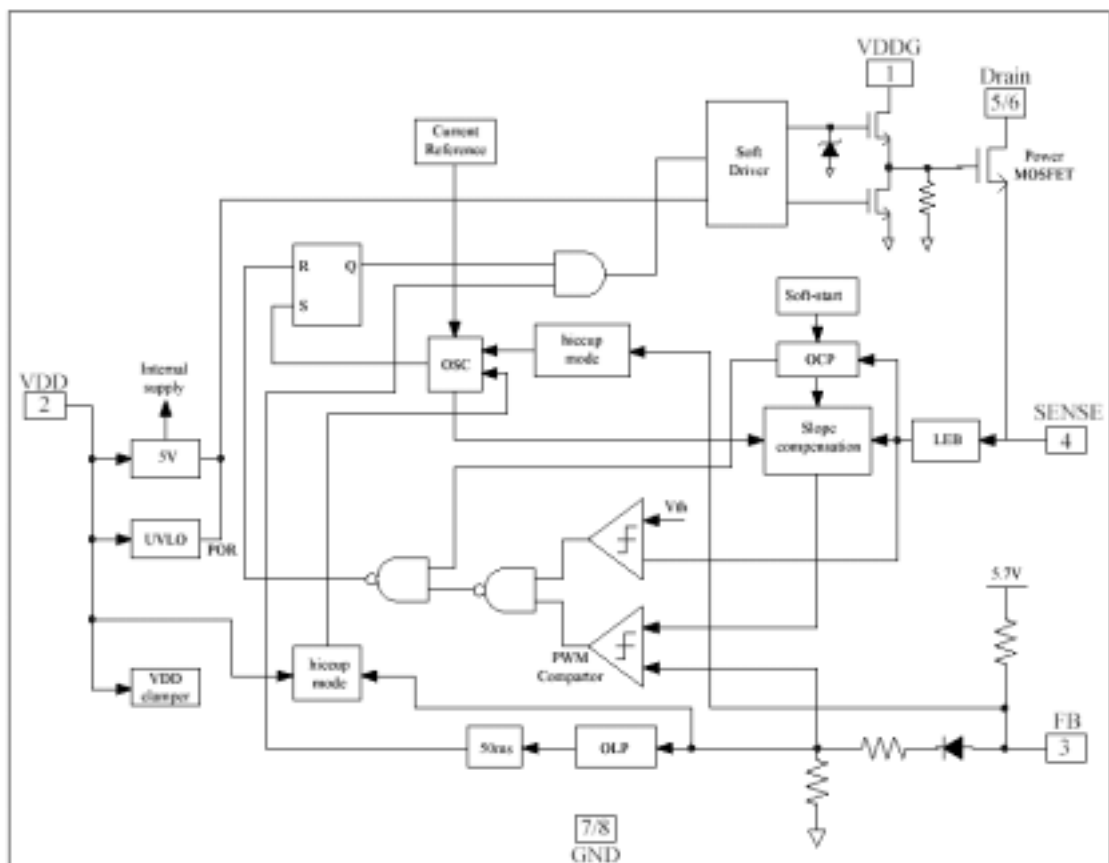 VDDG
1
Drain
5/6
Current
Reference
Soft
Driver
Power
MOSFET
R
Q
S
Soft-start
hiccup
mode
OSC
OCP
Internal
supply
VDD
2
SENSE
4
Slope
compensation
LEB
5V
Vth
UVLO
POR
5.7V
hiccup
mode
PWM
Compartor
VDD
clamper
FB
3
50ms
OLP
7/8
GND